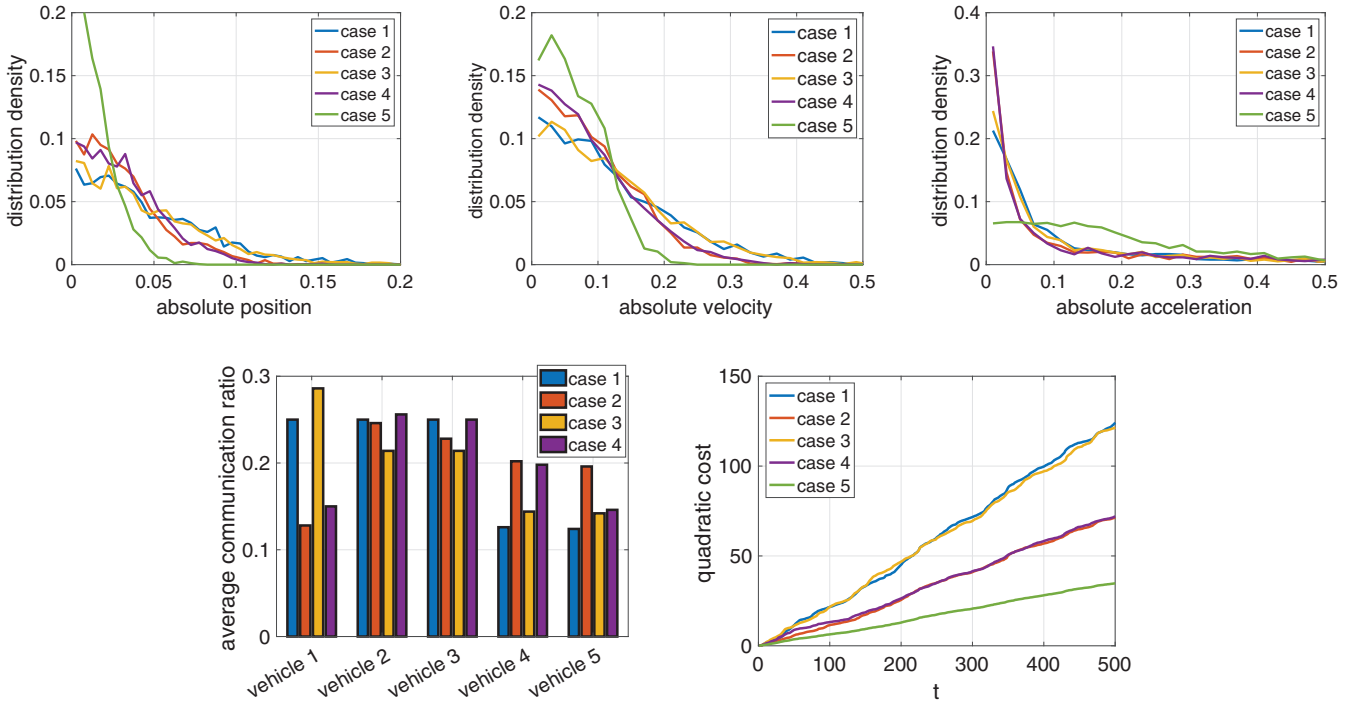 distribution density
0.2
0.15
0.1
0.05
0
0
0.05
0.1
0.15
0.2
absolute position
case 1
case 2
case 3
case 4
case 5
distribution density
0.2
0.15
0.1
0.05
0
0
0.1
0.2
0.3
0.4
0.5
absolute velocity
case 1
case 2
case 3
case 4
case 5
distribution density
0.4
0.3
0.2
0.1
0
0
0.1
0.2
0.3
0.4
0.5
absolute acceleration
case 1
case 2
case 3
case 4
case 5
average communication ratio
0.3
0.2
0.1
0
vehicle 1
vehicle 2
vehicle 3
vehicle 4
vehicle 5
case 1
case 2
case 3
case 4
quadratic cost
150
100
50
0
0
100
200
300
400
500
t
case 1
case 2
case 3
case 4
case 5